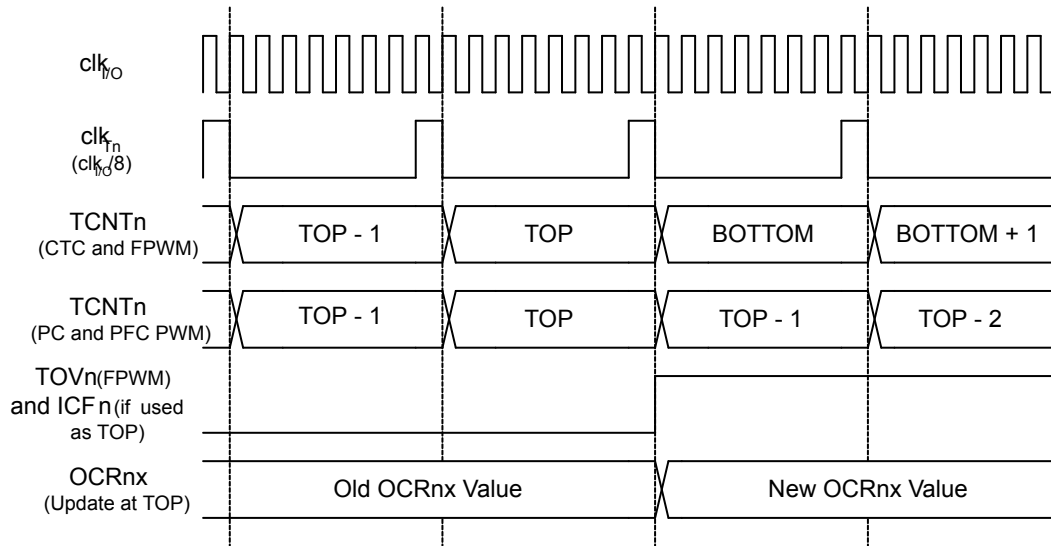 clkI/O
clkTn
(clkI/O/8)
TCNTn
(CTC and FPWM)
TOP - 1
TOP
BOTTOM
BOTTOM + 1
TCNTn
(PC and PFC PWM)
TOP - 1
TOP
TOP - 1
TOP - 2
TOVn(FPWM)
and ICFn(if used
as TOP)
OCRnx
(Update at TOP)
Old OCRnx Value
New OCRnx Value